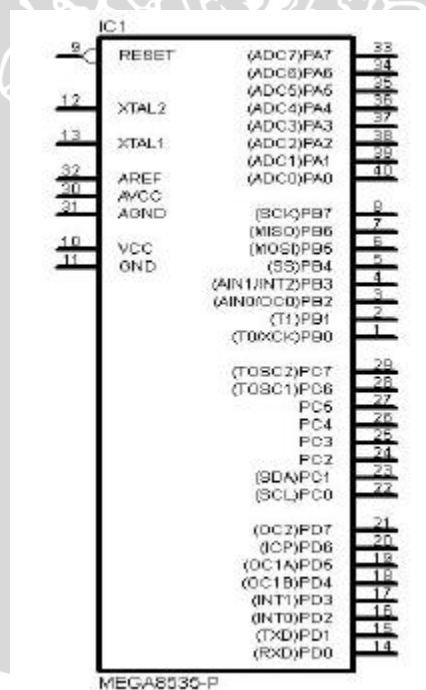 IC1
9 RESET (ADC7)PA7 33
(ADC6)PA6 34
(ADC5)PA5 35
12 XTAL2 (ADC4)PA4 36
(ADC3)PA3 37
13 XTAL1 (ADC2)PA2 38
(ADC1)PA1 39
32 AREF (ADC0)PA0 40
30 AVCC
31 AGND (SCK)PB7 8
(MISO)PB6 7
10 VCC (MOSI)PB5 6
11 GND (SS)PB4 5
(AIN1/INT2)PB3 4
(AIN0/OC0)PB2 3
(T1)PB1 2
(T0/XCK)PB0 1
(TOSC2)PC7 29
(TOSC1)PC6 28
PC5 27
PC4 26
PC3 25
PC2 24
(SDA)PC1 23
(SCL)PC0 22
(OC2)PD7 21
(ICP)PD6 20
(OC1A)PD5 19
(OC1B)PD4 18
(INT1)PD3 17
(INT0)PD2 16
(TXD)PD1 15
(RXD)PD0 14
MEGA8535-P